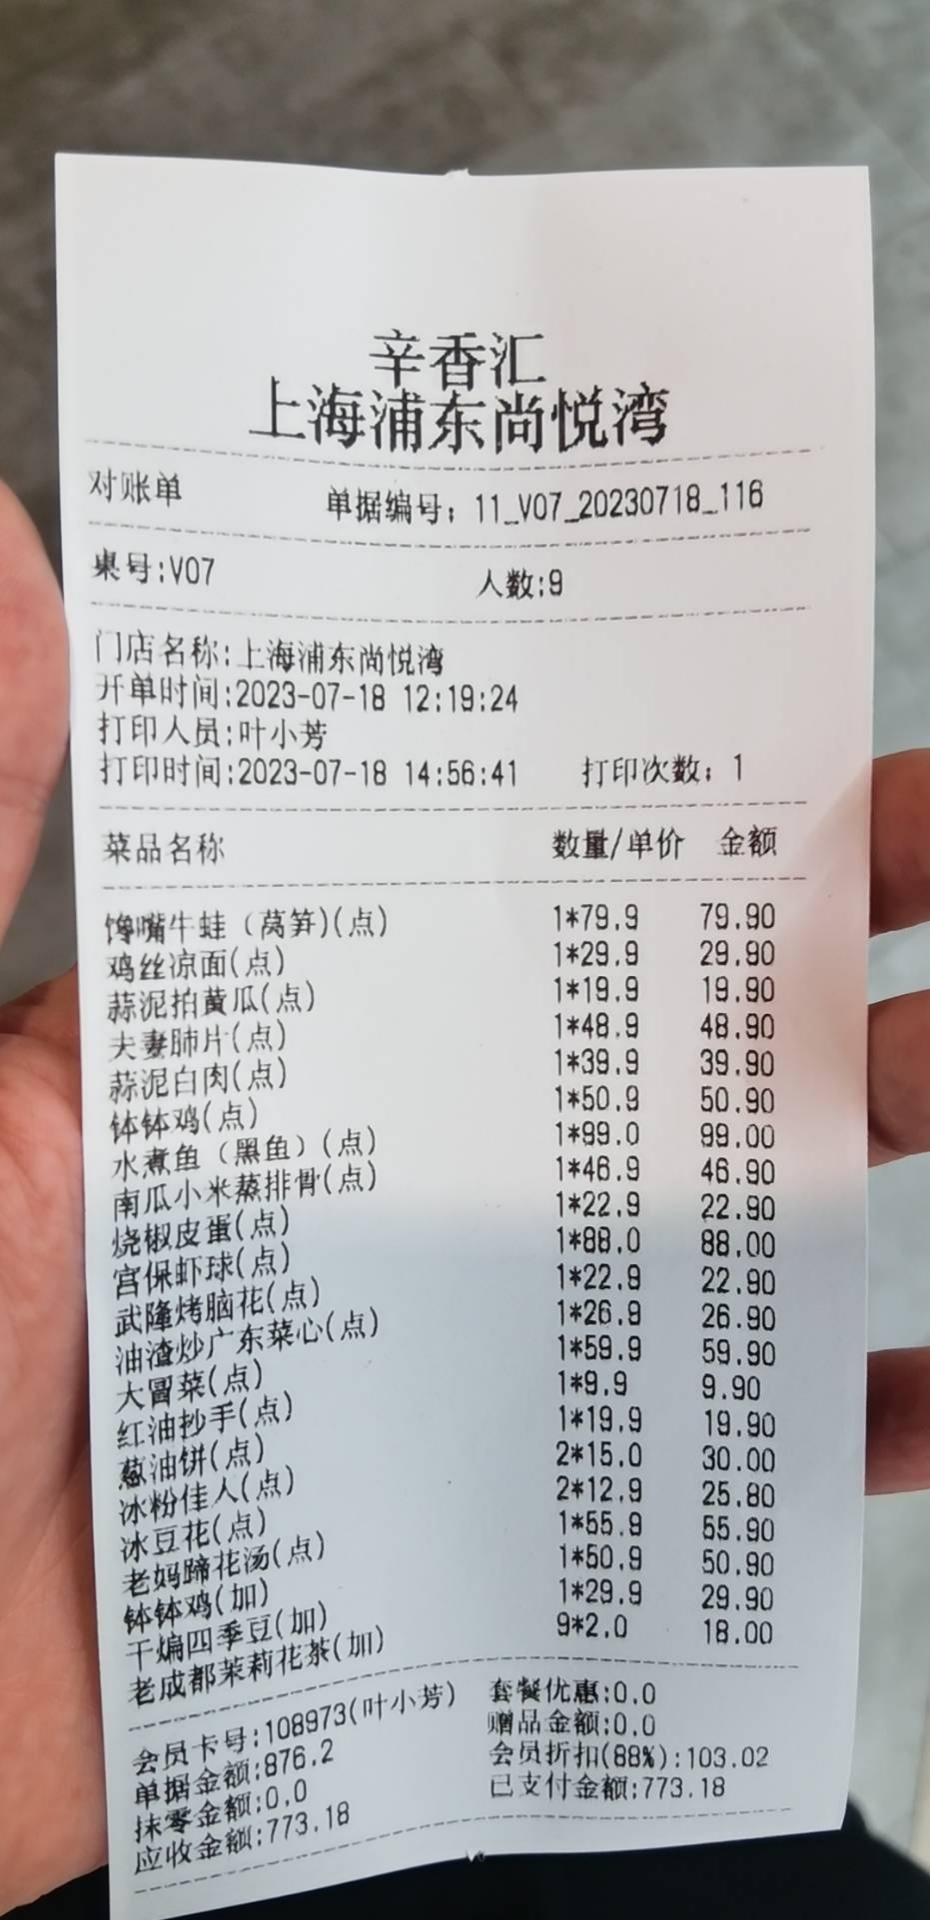 辛香汇
上海浦东尚悦湾
对账单 单据编号：11_V07_20230718_116
桌号:V07 人数:9
门店名称:上海浦东尚悦湾
开单时间:2023-07-18 12:19:24
打印人员:叶小芳
打印时间:2023-07-18 14:56:41 打印次数：1
菜品名称 数量/单价 金额
馋嘴牛蛙（莴笋)(点) 1*79.9 79.90
鸡丝凉面(点) 1*29.9 29.90
蒜泥拍黄瓜(点) 1*19.9 19.90
夫妻肺片(点) 1*48.9 48.90
蒜泥白肉(点) 1*39.9 39.90
钵钵鸡(点) 1*50.9 50.90
水煮鱼（黑鱼）(点) 1*99.0 99.00
南瓜小米蒸排骨(点) 1*46.9 46.90
烧椒皮蛋(点) 1*22.9 22.90
宫保虾球(点) 1*88.0 88.00
武隆烤脑花(点) 1*22.9 22.90
油渣炒广东菜心(点) 1*26.9 26.90
大冒菜(点) 1*59.9 59.90
红油抄手(点) 1*9.9 9.90
葱油饼(点) 1*19.9 19.90
冰粉佳人(点) 2*15.0 30.00
冰豆花(点) 2*12.9 25.80
老妈蹄花汤(点) 1*55.9 55.90
钵钵鸡(加) 1*50.9 50.90
干煸四季豆(加) 1*29.9 29.90
老成都茉莉花茶(加) 9*2.0 18.00
会员卡号:108973(叶小芳) 套餐优惠:0.0
单据金额:876.2 赠品金额:0.0
抹零金额:0.0 会员折扣(88%):103.02
应收金额:773.18 已支付金额:773.18